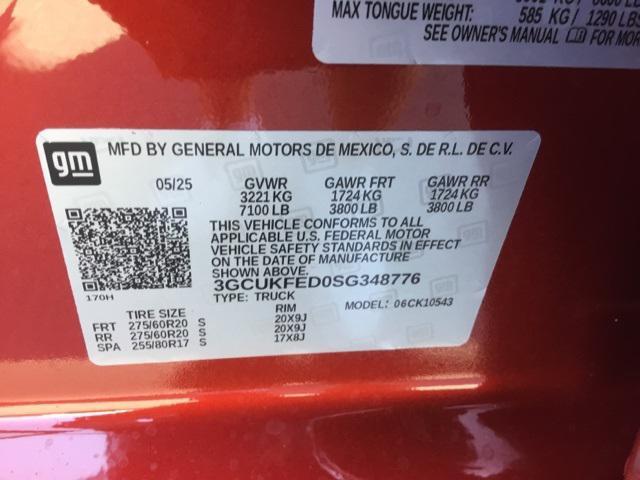 MAX TONGUE WEIGHT: 585 KG / 1290 LBS
SEE OWNER'S MANUAL FOR MOR
gm
MFD BY GENERAL MOTORS DE MEXICO, S. DE R.L. DE C.V.
05/25 GVWR GAWR FRT GAWR RR
3221 KG 1724 KG 1724 KG
7100 LB 3800 LB 3800 LB
THIS VEHICLE CONFORMS TO ALL
APPLICABLE U.S. FEDERAL MOTOR
VEHICLE SAFETY STANDARDS IN EFFECT
ON THE DATE OF MANUFACTURE
SHOWN ABOVE.
3GCUKFED0SG348776
170H
TYPE: TRUCK MODEL: 06CK10543
TIRE SIZE RIM
FRT 275/60R20 S 20X9J
RR 275/60R20 S 20X9J
SPA 255/80R17 S 17X8J